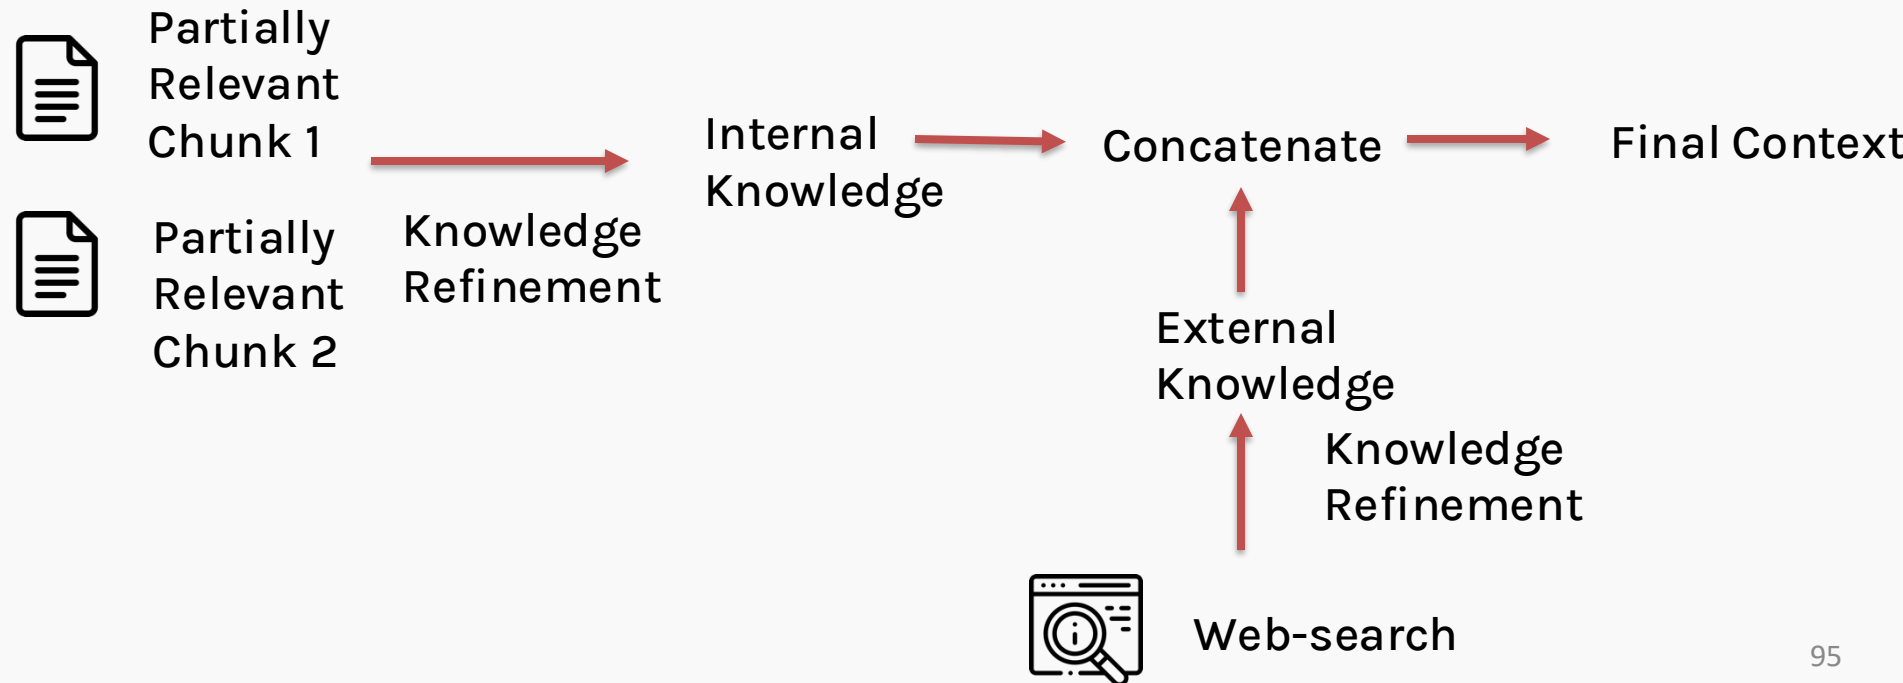 Partially
Relevant
Chunk 1
Partially
Relevant
Chunk 2
Knowledge
Refinement
Internal
Knowledge
Concatenate
Final Context
External
Knowledge
Knowledge
Refinement
Web-search
95